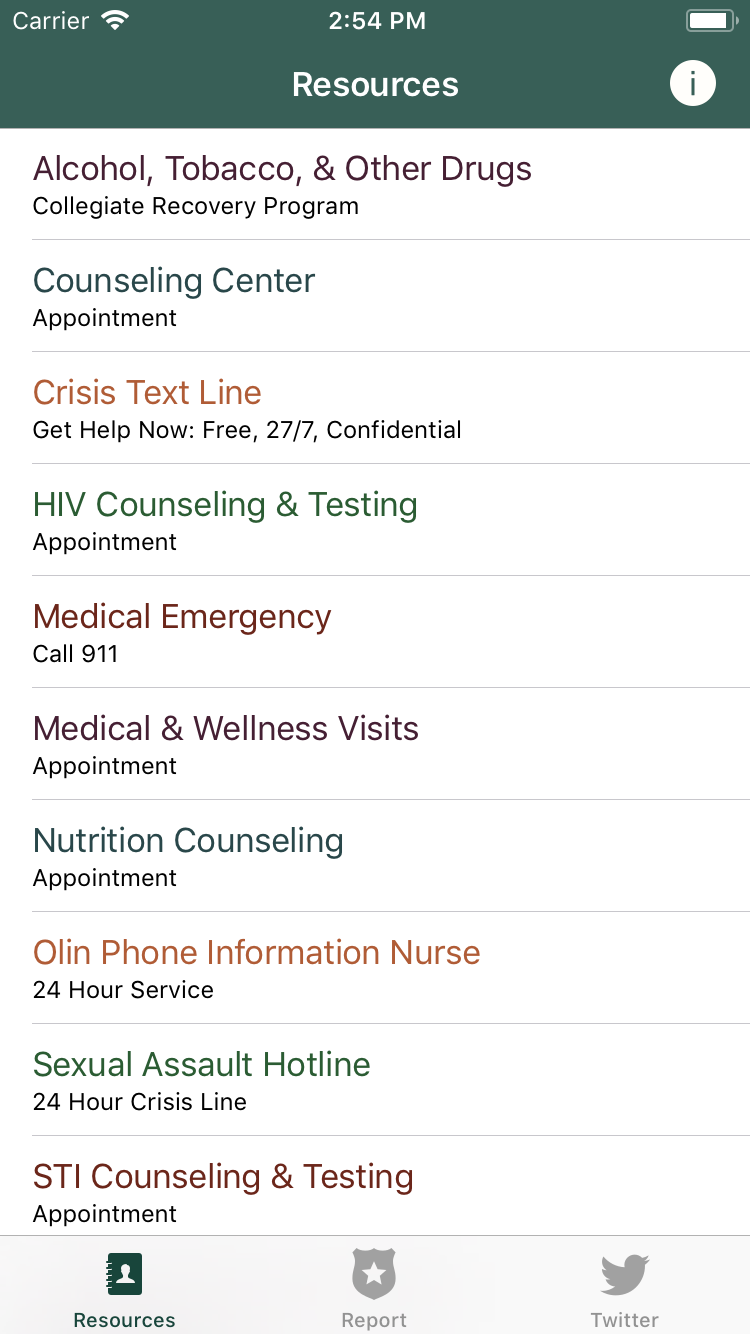 Carrier 2:54 PM
Resources i
Alcohol, Tobacco, & Other Drugs
Collegiate Recovery Program
Counseling Center
Appointment
Crisis Text Line
Get Help Now: Free, 27/7, Confidential
HIV Counseling & Testing
Appointment
Medical Emergency
Call 911
Medical & Wellness Visits
Appointment
Nutrition Counseling
Appointment
Olin Phone Information Nurse
24 Hour Service
Sexual Assault Hotline
24 Hour Crisis Line
STI Counseling & Testing
Appointment
Resources Report Twitter